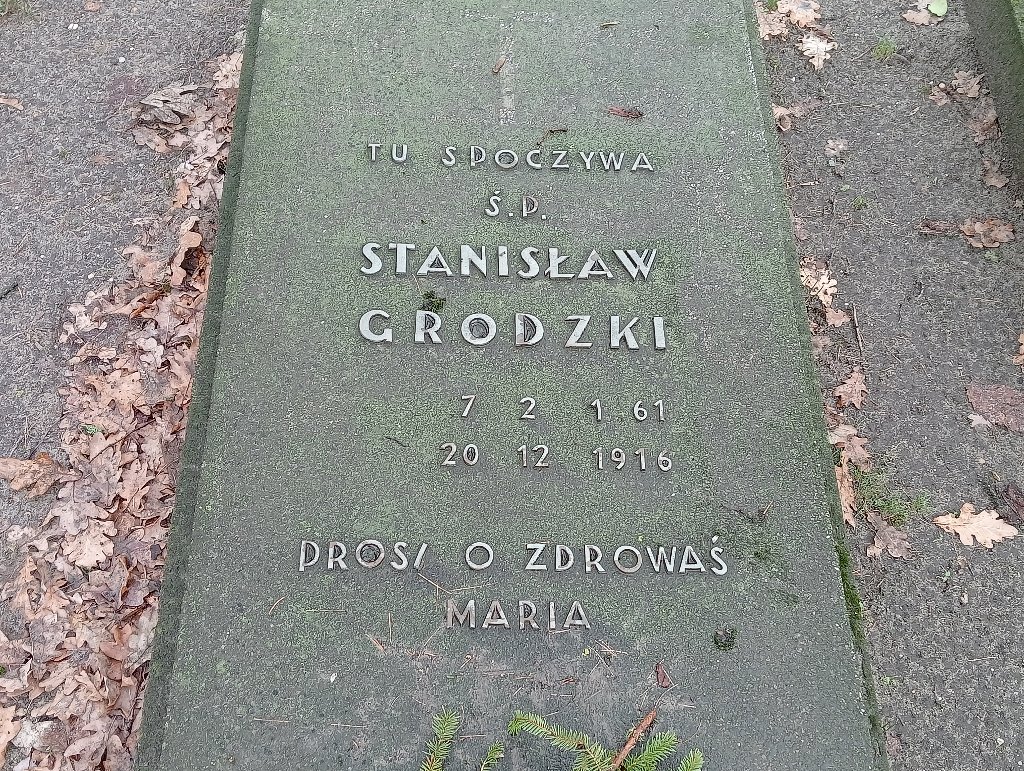 TU SPOCZYWA
Ś.P.
STANISŁAW
GRODZKI
7 2 1 61
20 12 1916
PROSI O ZDROWAŚ
MARIA